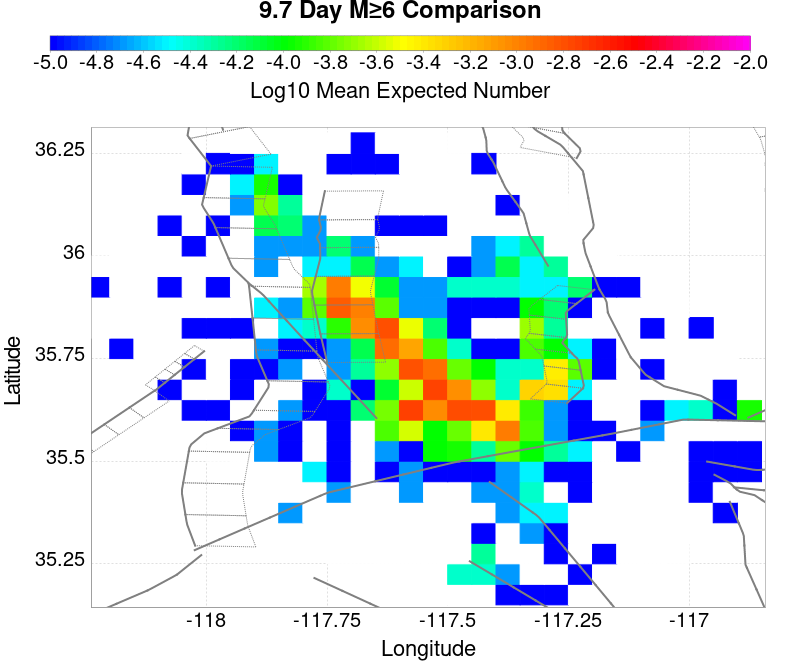 9.7 Day M≥6 Comparison
-5.0 -4.8 -4.6 -4.4 -4.2 -4.0 -3.8 -3.6 -3.4 -3.2 -3.0 -2.8 -2.6 -2.4 -2.2 -2.0
Log10 Mean Expected Number
36.25
36
35.75
35.5
35.25
Latitude
-118 -117.75 -117.5 -117.25 -117
Longitude